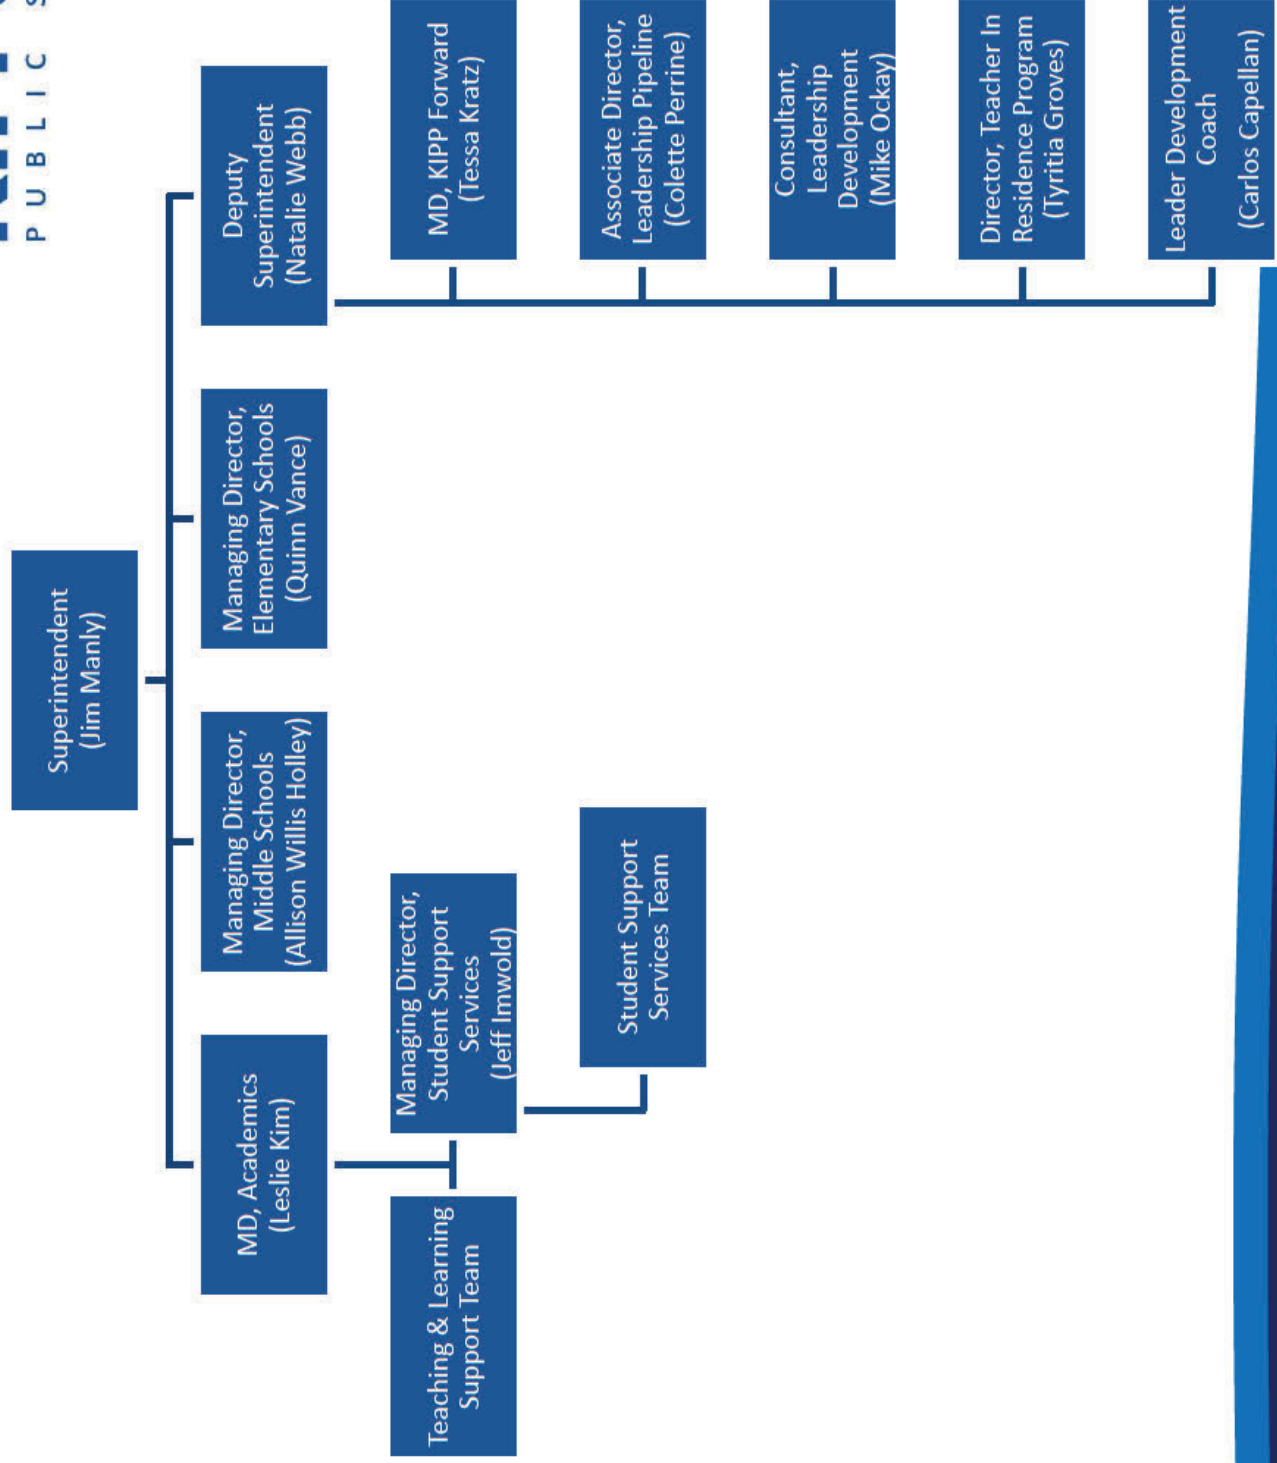 PUBLIC
Superintendent
(Jim Manly)
MD, Academics
(Leslie Kim)
Managing Director,
Middle Schools
(Allison Willis Holley)
Managing Director,
Elementary Schools
(Quinn Vance)
Deputy
Superintendent
(Natalie Webb)
Teaching & Learning
Support Team
Managing Director,
Student Support
Services
(Jeff Imwold)
Student Support
Services Team
MD, KIPP Forward
(Tessa Kratz)
Associate Director,
Leadership Pipeline
(Colette Perrine)
Consultant,
Leadership
Development
(Mike Ockay)
Director, Teacher In
Residence Program
(Tyritia Groves)
Leader Development
Coach
(Carlos Capellan)